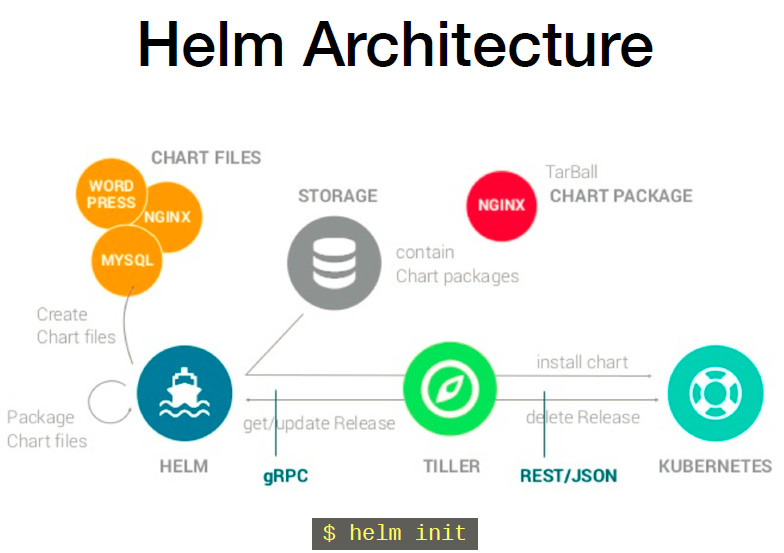 Helm Architecture
CHART FILES
WORD
PRESS
NGINX
MYSQL
STORAGE
contain
Chart packages
NGINX
TarBall
CHART PACKAGE
Create
Chart files
Package
Chart files
install chart
get/update Release
delete Release
HELM
gRPC
TILLER
REST/JSON
KUBERNETES
$ helm init